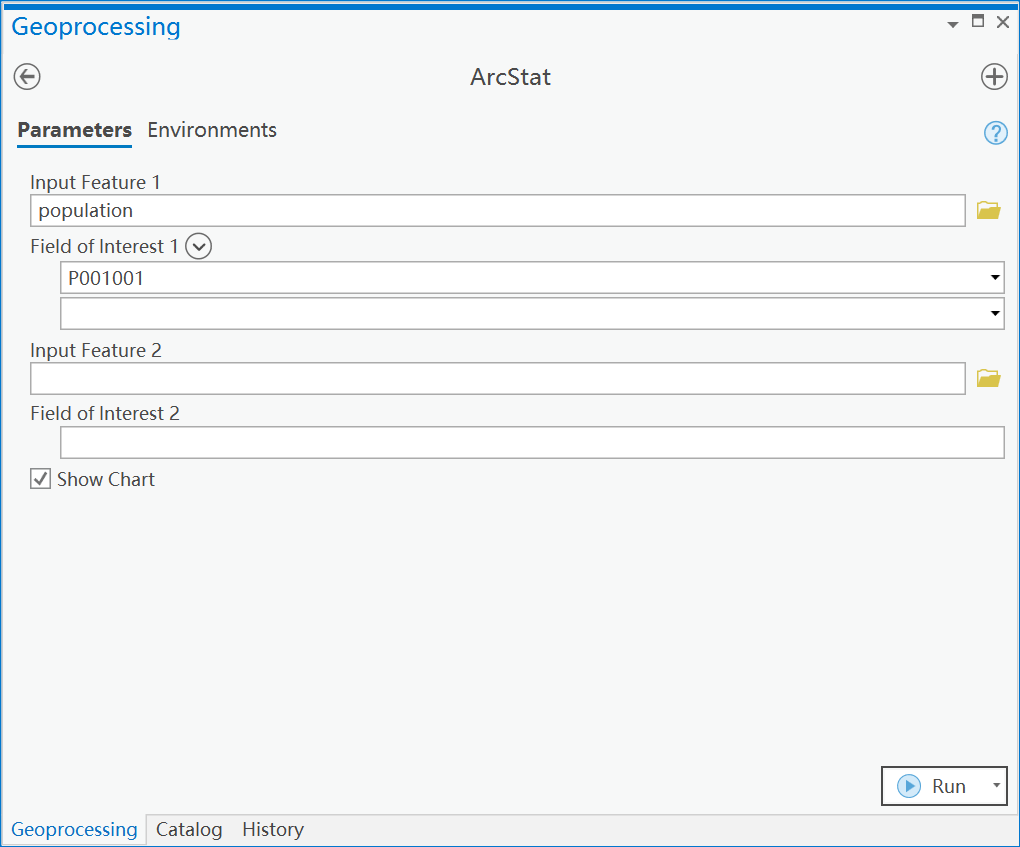 Geoprocessing
ArcStat
Parameters Environments
Input Feature 1
population
Field of Interest 1
P001001
Input Feature 2
Field of Interest 2
Show Chart
Run
Geoprocessing Catalog History